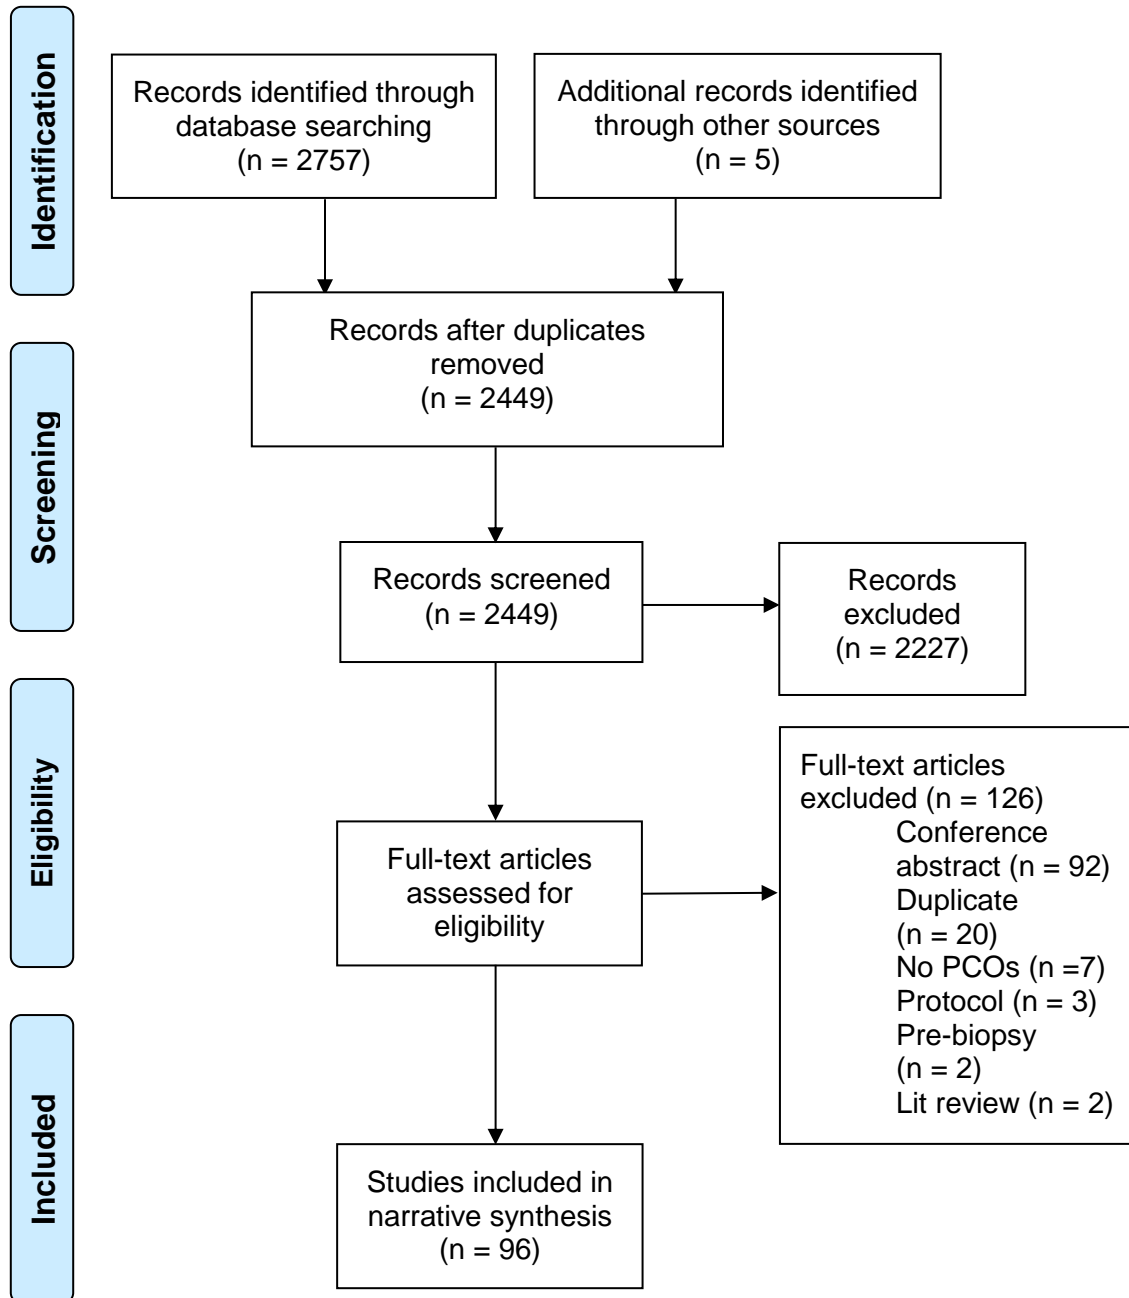 Identification
Records identified through
database searching
(n = 2757)
Additional records identified
through other sources
(n = 5)
Records after duplicates
removed
(n = 2449)
Screening
Records screened
(n = 2449)
Records
excluded
(n = 2227)
Eligibility
Full-text articles
assessed for
eligibility
Full-text articles
excluded (n = 126)
Conference
abstract (n = 92)
Duplicate
(n = 20)
No PCOs (n =7)
Protocol (n = 3)
Pre-biopsy
(n = 2)
Lit review (n = 2)
Included
Studies included in
narrative synthesis
(n = 96)